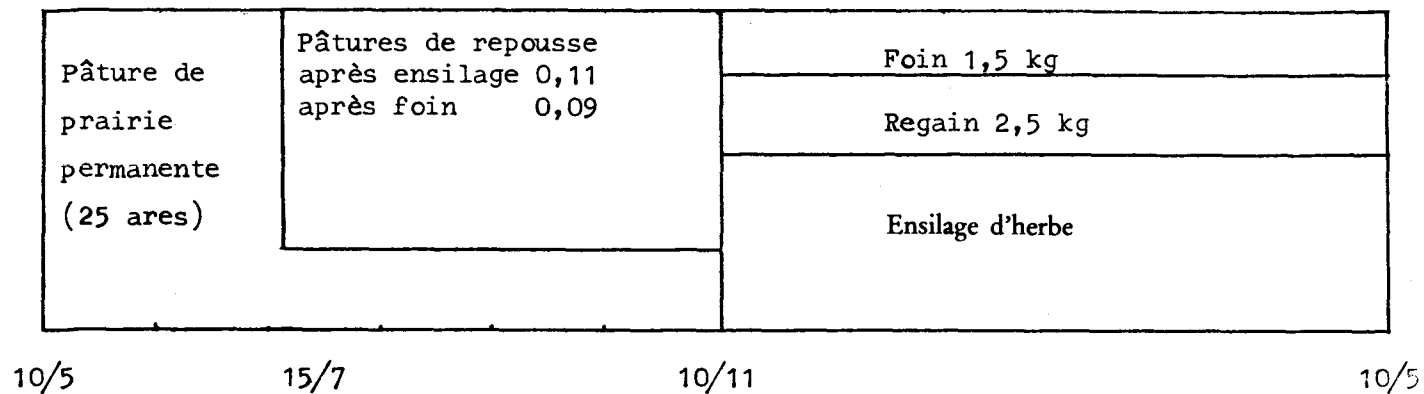 Pâture de
prairie
permanente
(25 ares)
Pâtures de repousse
après ensilage 0,11
après foin 0,09
Foin 1,5 kg
Regain 2,5 kg
Ensilage d'herbe
10/5
15/7
10/11
10/5